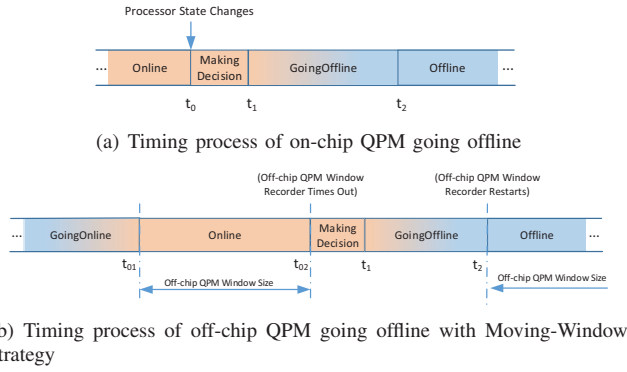 Processor State Changes
... Online Making Decision GoingOffline Offline ...
t0 t1 t2
(a) Timing process of on-chip QPM going offline
(Off-chip QPM Window Recorder Times Out) (Off-chip QPM Window Recorder Restarts)
... GoingOnline Online Making Decision GoingOffline Offline ...
t01 t02 t1 t2
Off-chip QPM Window Size Off-chip QPM Window Size
b) Timing process of off-chip QPM going offline with Moving-Window
trategy